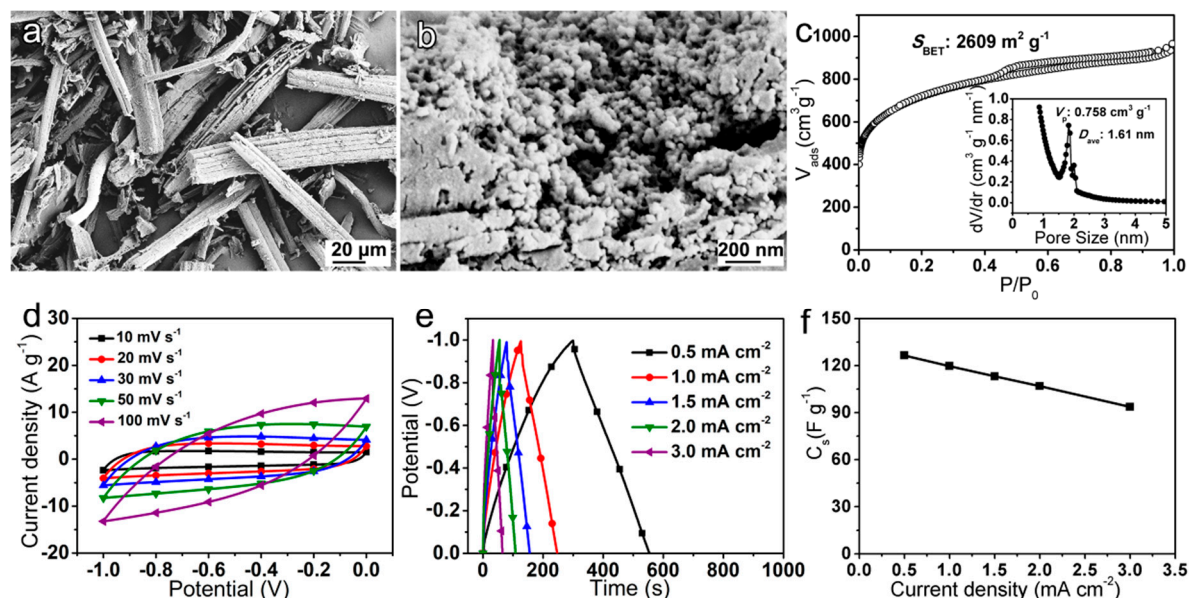 a
20 µm
b
200 nm
c
1000
800
600
400
200
0
V_ads (cm³ g⁻¹)
S_BET: 2609 m² g⁻¹
0.0 0.2 0.4 0.6 0.8 1.0
P/P₀
1.0
0.8
0.6
0.4
0.2
0.0
dV/dr (cm³ g⁻¹ nm⁻¹)
V_p: 0.758 cm³ g⁻¹
D_ave: 1.61 nm
0 1 2 3 4 5
Pore Size (nm)
d
30
20
10
0
-10
-20
Current density (A g⁻¹)
10 mV s⁻¹
20 mV s⁻¹
30 mV s⁻¹
50 mV s⁻¹
100 mV s⁻¹
-1.0 -0.8 -0.6 -0.4 -0.2 0.0
Potential (V)
e
-1.0
-0.8
-0.6
-0.4
-0.2
0.0
Potential (V)
0.5 mA cm⁻²
1.0 mA cm⁻²
1.5 mA cm⁻²
2.0 mA cm⁻²
3.0 mA cm⁻²
0 200 400 600 800 1000
Time (s)
f
150
120
90
60
30
0
C_s (F g⁻¹)
0.0 0.5 1.0 1.5 2.0 2.5 3.0 3.5
Current density (mA cm⁻²)